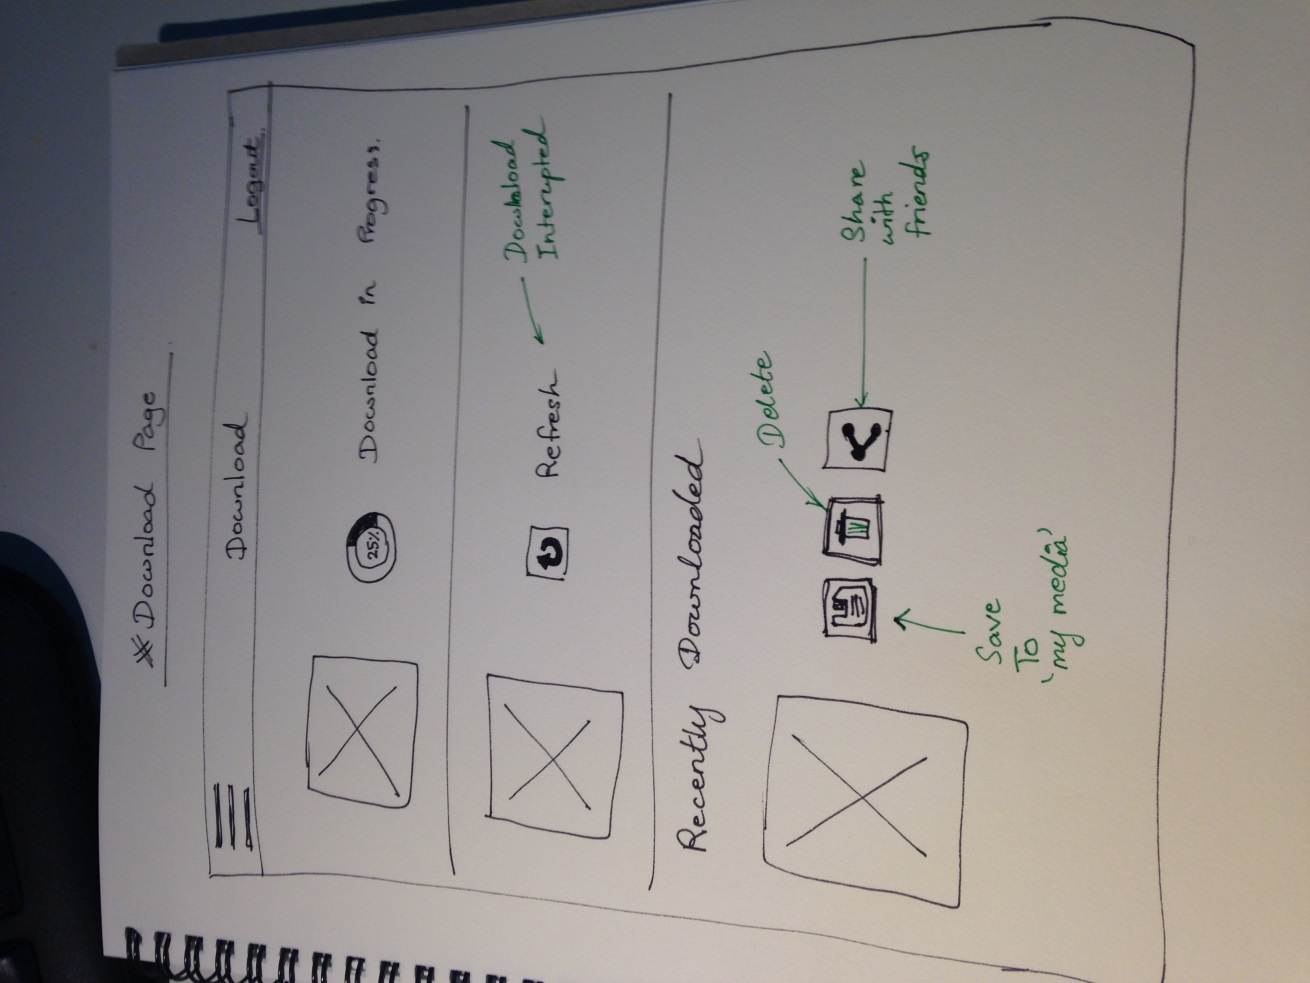 * Download Page
Download
Logout
25%
Download in Progress.
Refresh
Download
Interupted
Recently Downloaded
Delete
Share
with
friends
Save
To
'my media'